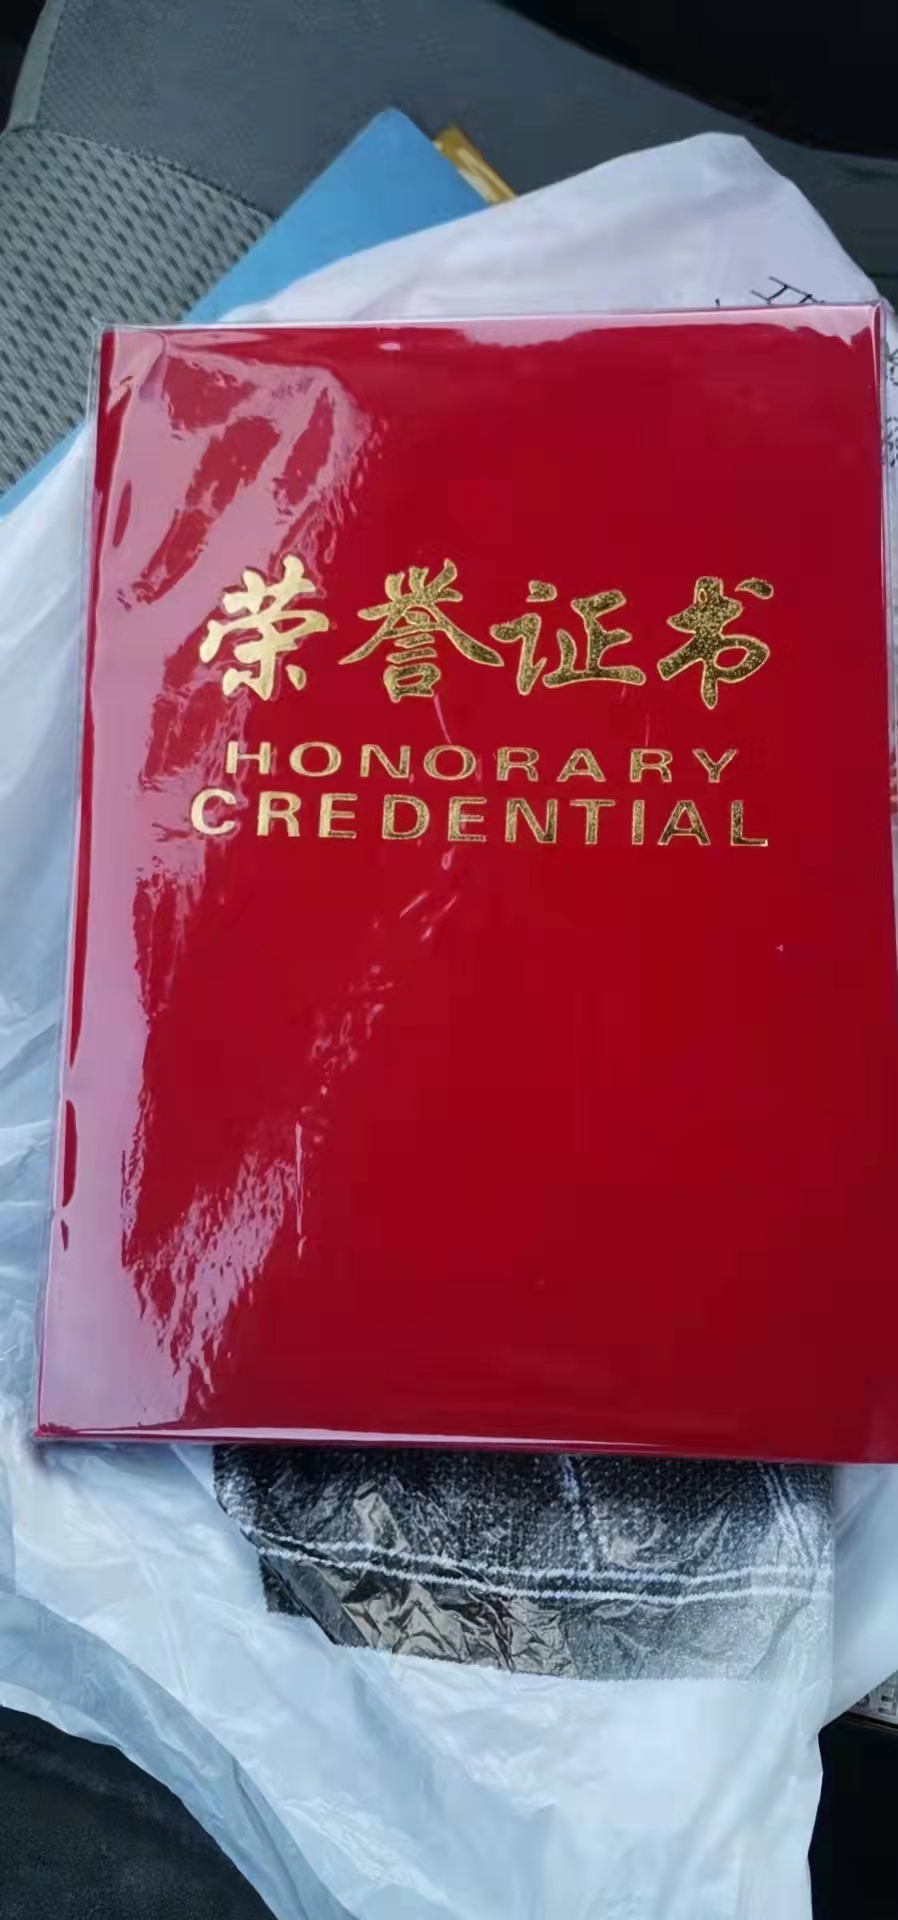 荣誉证书
HONORARY
CREDENTIAL